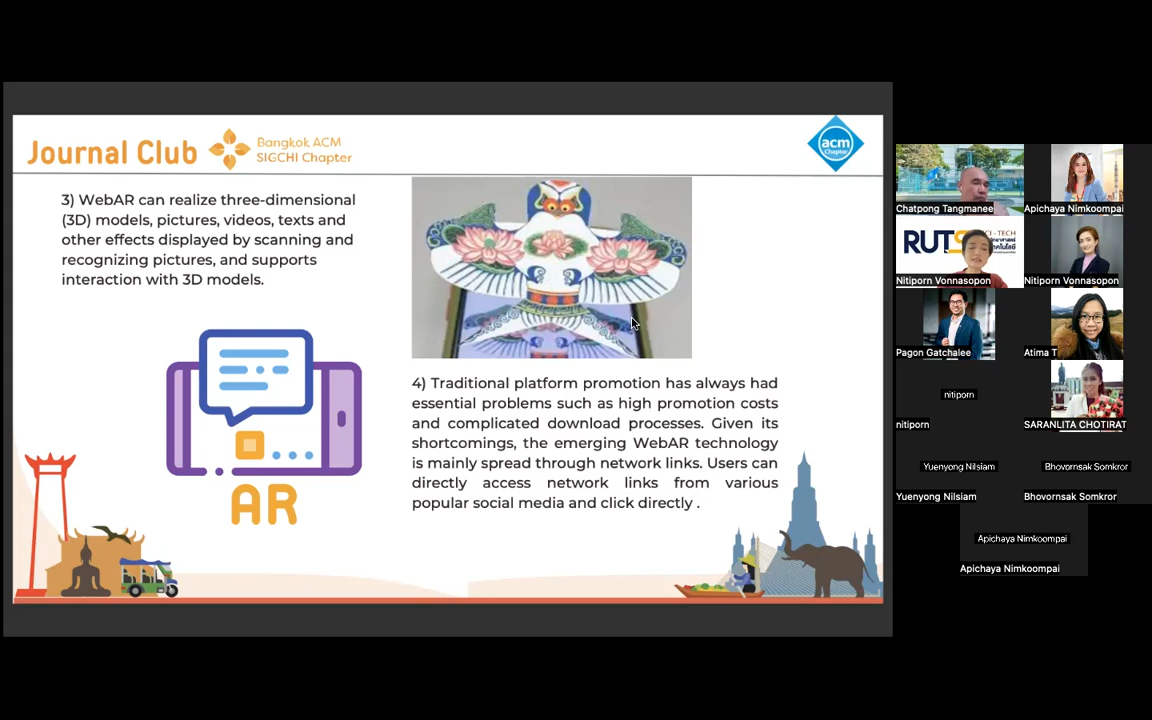 Journal Club
Bangkok ACM
SIGCHI Chapter
acm
Chapter
3) WebAR can realize three-dimensional
(3D) models, pictures, videos, texts and
other effects displayed by scanning and
recognizing pictures, and supports
interaction with 3D models.
AR
4) Traditional platform promotion has always had
essential problems such as high promotion costs
and complicated download processes. Given its
shortcomings, the emerging WebAR technology
is mainly spread through network links. Users can
directly access network links from various
popular social media and click directly .
Chatpong Tangmanee
Apichaya Nimkoompai
Nitiporn Vonnasopon
Nitiporn Vonnasopon
Pagon Gatchalee
Atima T
nitiporn
nitiporn
SARANLITA CHOTIRAT
Yuenyong Nilsiam
Yuenyong Nilsiam
Bhovornsak Somkror
Bhovornsak Somkror
Apichaya Nimkoompai
Apichaya Nimkoompai